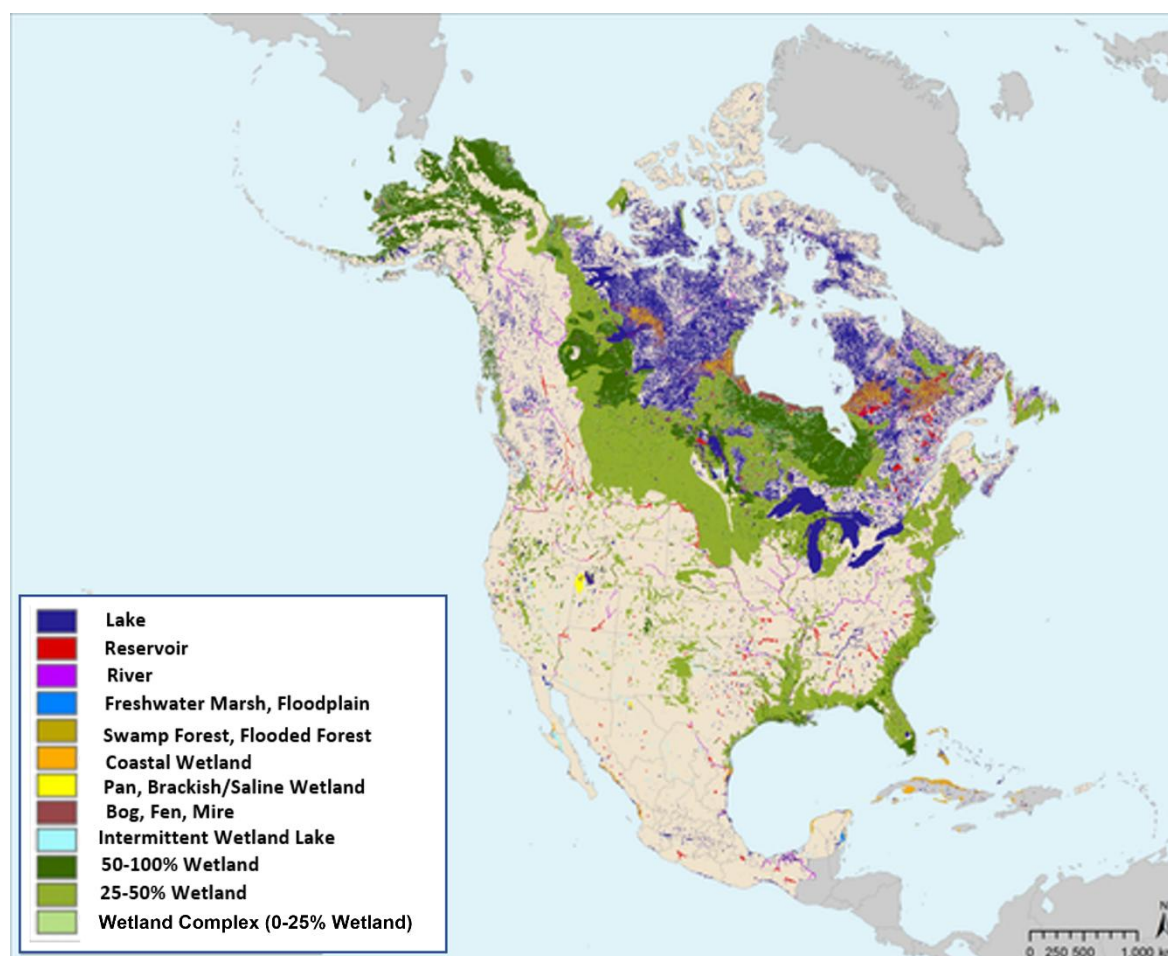 Lake
Reservoir
River
Freshwater Marsh, Floodplain
Swamp Forest, Flooded Forest
Coastal Wetland
Pan, Brackish/Saline Wetland
Bog, Fen, Mire
Intermittent Wetland Lake
50-100% Wetland
25-50% Wetland
Wetland Complex (0-25% Wetland)
N
0 250 500 1,000